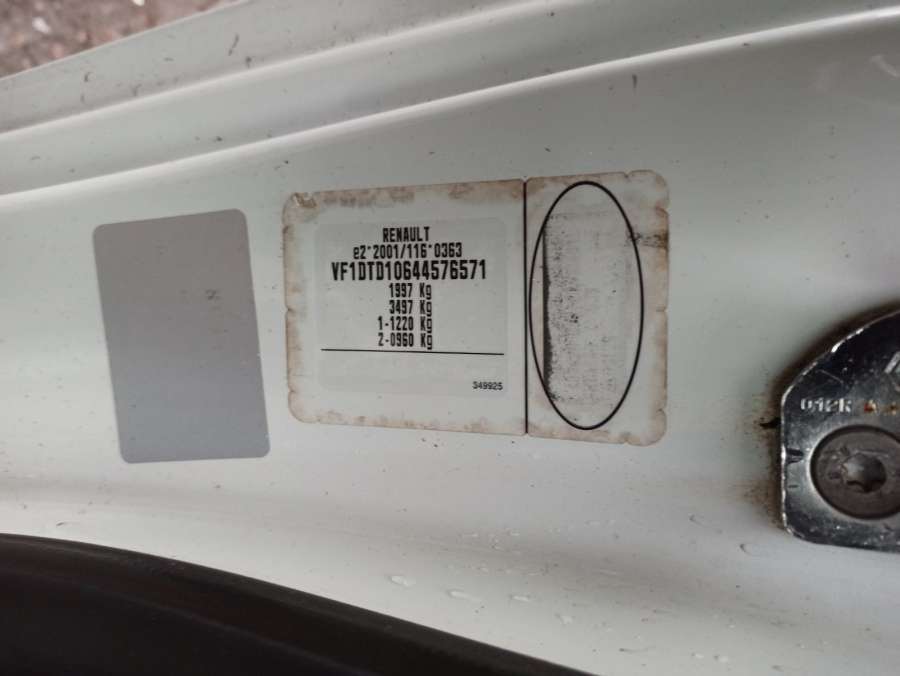 RENAULT
e2*2001/116*0363
VF1DTD10644576571
1997 Kg
3497 Kg
1-1220 Kg
2-0960 Kg
349925